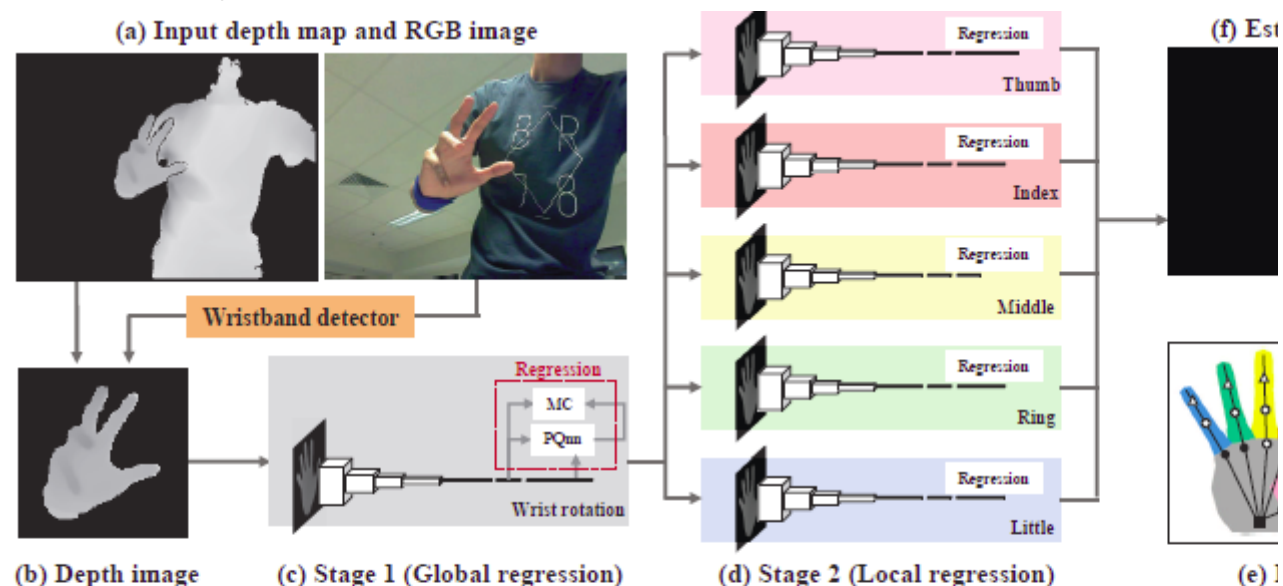 (a) Input depth map and RGB image
Wristband detector
(b) Depth image
Regression
MC
PQnn
Wrist rotation
(c) Stage 1 (Global regression)
Regression
Thumb
Regression
Index
Regression
Middle
Regression
Ring
Regression
Little
(d) Stage 2 (Local regression)
(f) Est
(e)